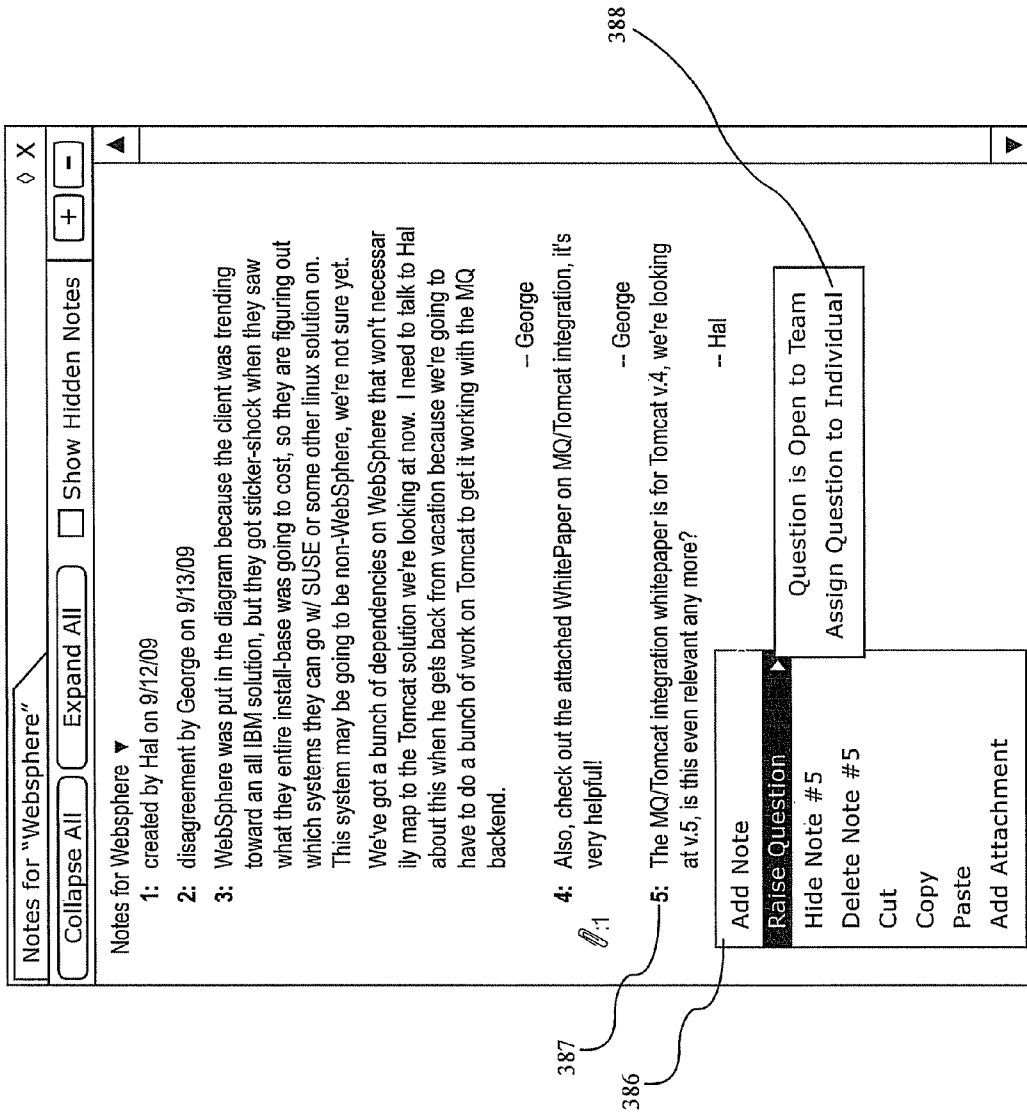 Notes for "Websphere"
◊ X
Collapse All
Expand All
Show Hidden Notes
+
-
Notes for Websphere ▼
1: created by Hal on 9/12/09
2: disagreement by George on 9/13/09
3: WebSphere was put in the diagram because the client was trending
toward an all IBM solution, but they got sticker-shock when they saw
what they entire install-base was going to cost, so they are figuring out
which systems they can go w/ SUSE or some other linux solution on.
This system may be going to be non-WebSphere, we're not sure yet.
We've got a bunch of dependencies on WebSphere that won't necessar
ily map to the Tomcat solution we're looking at now. I need to talk to Hal
about this when he gets back from vacation because we're going to
have to do a bunch of work on Tomcat to get it working with the MQ
backend.
-- George
4: Also, check out the attached WhitePaper on MQ/Tomcat integration, it's
very helpful!
:1
-- George
5: The MQ/Tomcat integration whitepaper is for Tomcat v.4, we're looking
at v.5, is this even relevant any more?
-- Hal
387
386
Add Note
Raise Question
Hide Note #5
Delete Note #5
Cut
Copy
Paste
Add Attachment
Question is Open to Team
Assign Question to Individual
388